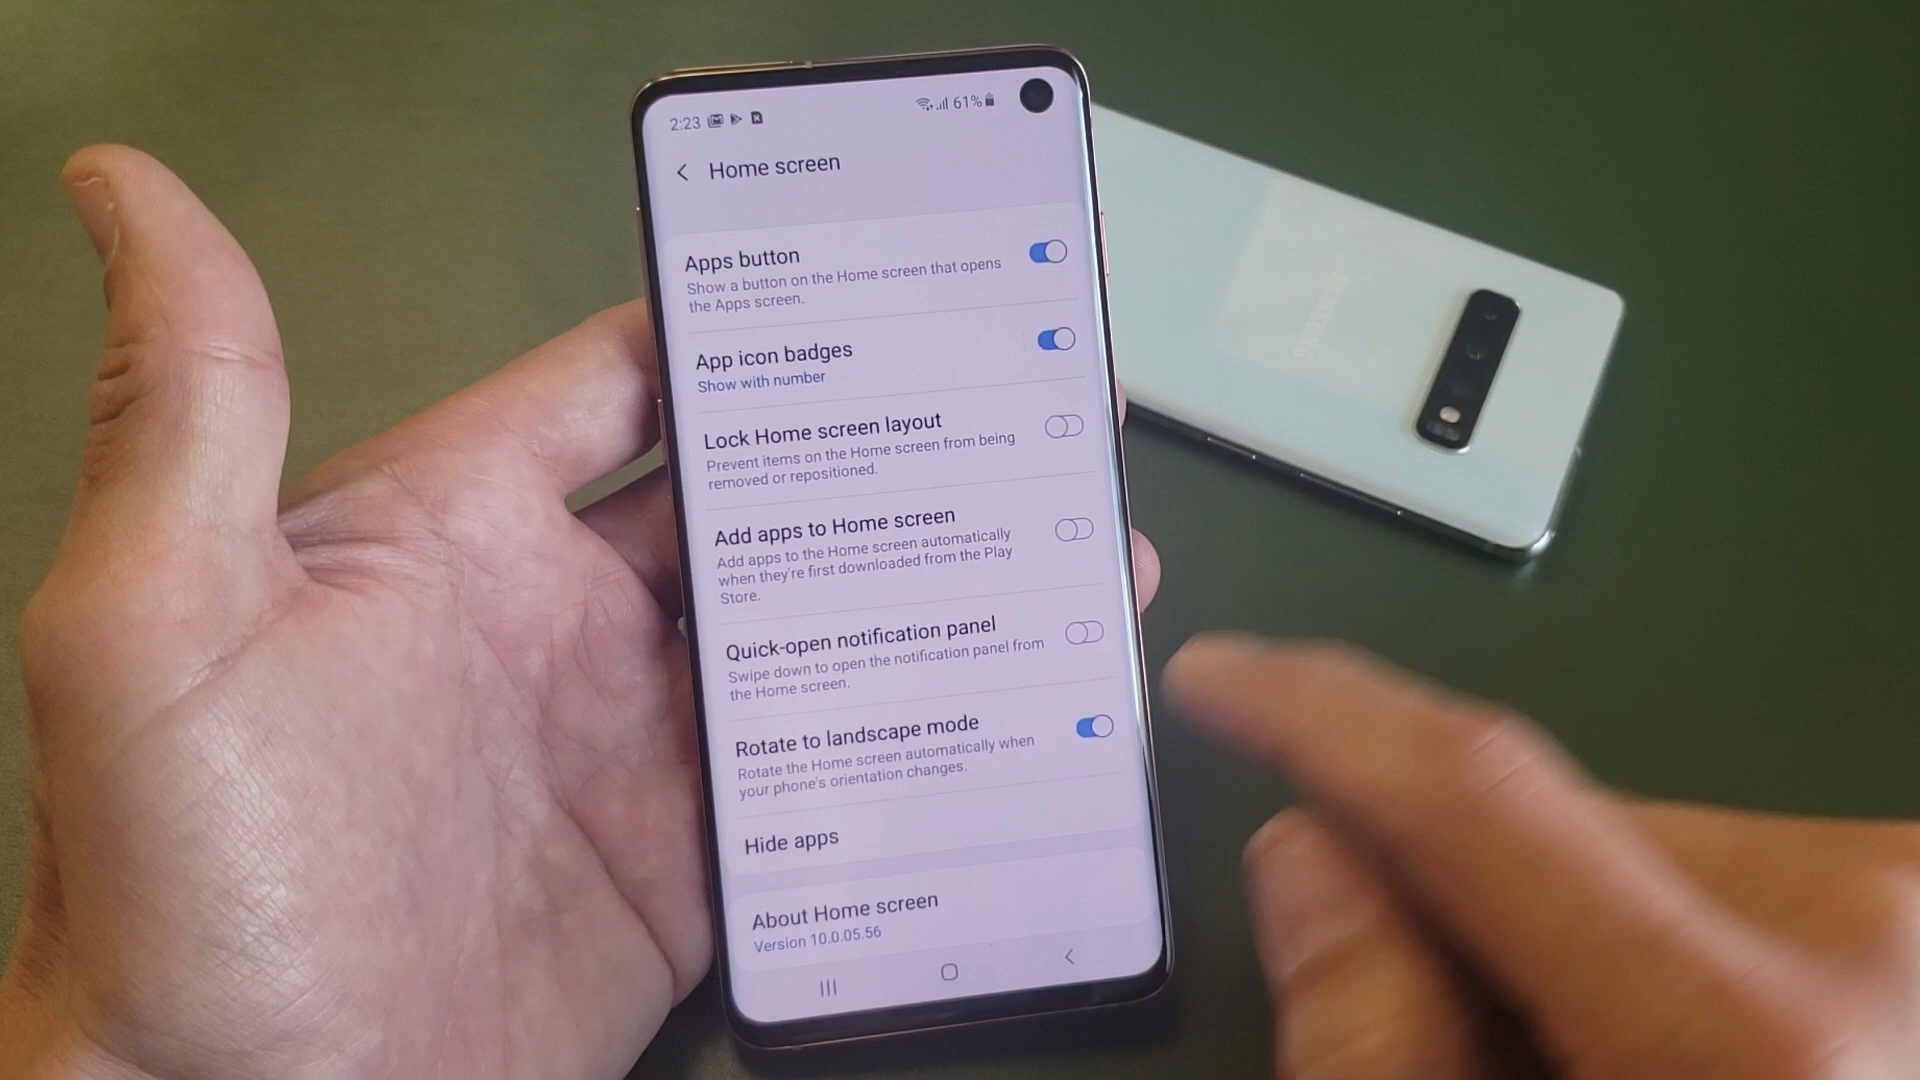 2:23
61%
Home screen
Apps button
Show a button on the Home screen that opens
the Apps screen.
App icon badges
Show with number
Lock Home screen layout
Prevent items on the Home screen from being
removed or repositioned.
Add apps to Home screen
Add apps to the Home screen automatically
when they're first downloaded from the Play
Store.
Quick-open notification panel
Swipe down to open the notification panel from
the Home screen.
Rotate to landscape mode
Rotate the Home screen automatically when
your phone's orientation changes.
Hide apps
About Home screen
Version 10.0.05.56
SAMSUNG